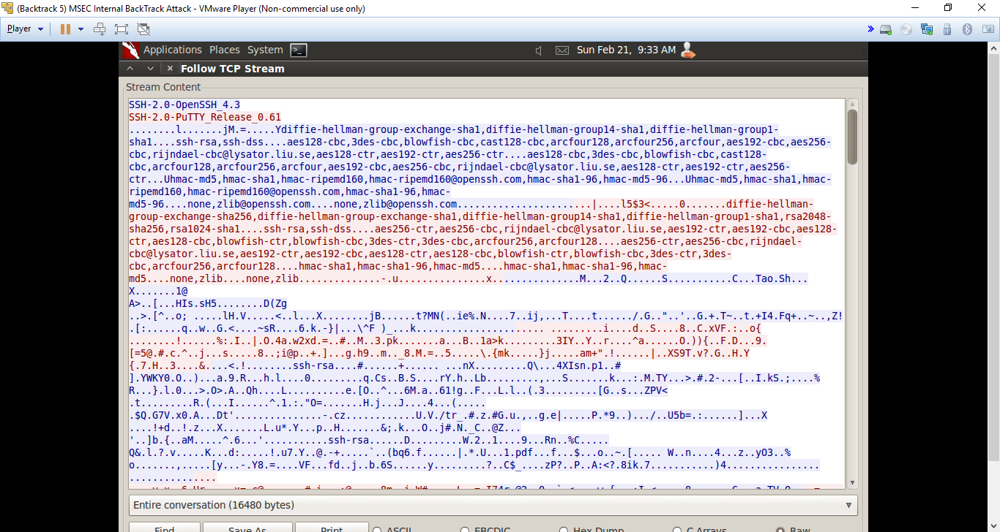 (Backtrack 5) MSEC Internal BackTrack Attack - VMware Player (Non-commercial use only)
Player
Applications Places System Sun Feb 21, 9:33 AM
Follow TCP Stream
Stream Content
SSH-2.0-OpenSSH_4.3
SSH-2.0-PuTTY_Release_0.61
........l.......jM.=.....Ydiffie-hellman-group-exchange-sha1,diffie-hellman-group14-sha1,diffie-hellman-group1-
sha1....ssh-rsa,ssh-dss....aes128-cbc,3des-cbc,blowfish-cbc,cast128-cbc,arcfour128,arcfour256,arcfour,aes192-cbc,aes256-
cbc,rijndael-cbc@lysator.liu.se,aes128-ctr,aes192-ctr,aes256-ctr....aes128-cbc,3des-cbc,blowfish-cbc,cast128-
cbc,arcfour128,arcfour256,arcfour,aes192-cbc,aes256-cbc,rijndael-cbc@lysator.liu.se,aes128-ctr,aes192-ctr,aes256-
ctr...Uhmac-md5,hmac-sha1,hmac-ripemd160,hmac-ripemd160@openssh.com,hmac-sha1-96,hmac-md5-96...Uhmac-md5,hmac-sha1,hmac-
ripemd160,hmac-ripemd160@openssh.com,hmac-sha1-96,hmac-
md5-96....none,zlib@openssh.com....none,zlib@openssh.com.......................|....l5$3<.....0.......diffie-hellman-
group-exchange-sha256,diffie-hellman-group-exchange-sha1,diffie-hellman-group14-sha1,diffie-hellman-group1-sha1,rsa2048-
sha256,rsa1024-sha1....ssh-rsa,ssh-dss....aes256-ctr,aes256-cbc,rijndael-cbc@lysator.liu.se,aes192-ctr,aes192-cbc,aes128-
ctr,aes128-cbc,blowfish-ctr,blowfish-cbc,3des-ctr,3des-cbc,arcfour256,arcfour128....aes256-ctr,aes256-cbc,rijndael-
cbc@lysator.liu.se,aes192-ctr,aes192-cbc,aes128-ctr,aes128-cbc,blowfish-ctr,blowfish-cbc,3des-ctr,3des-
cbc,arcfour256,arcfour128....hmac-sha1,hmac-sha1-96,hmac-md5....hmac-sha1,hmac-sha1-96,hmac-
md5....none,zlib....none,zlib..............-.u...............x...............M...2..Q......S...........C...Tao.Sh...
X.......1@
A>..[...HIs.sH5........D(Zg
..>.[^..o; .....lH.V.....<..l...X........jB......t?MN(..ie%.N....7..ij,...T....t....../.G.."..'..G.+.T~..t.+I4.Fq+..~..,Z!
.[:......q..w..G.<....~sR....6.k.-}|...\^F )_...k.................. ..........i....d..S....8..C.xVF.:..o{
........!......%:.I..|.O.4a.w2xd.=..#..M..3.pk.......a...B..1a>k.........3IY..Y..r....^a......O.)){..F.D...9.
[=5@.#.c.^..j...s.....8..;i@p..+.]...g.h9..m.._8.M.=..5.....\.{mk.....}j.....am+".!......|..XS9T.v?.G..H.Y
{.7.H..3....&....<.!........ssh-rsa....#......+..... ...nX.........Q\...4XIsn.p1..#
].YWKY0.O..)...a.9.R...h.l....0.........q.Cs..B.S....rY.h..Lb.........,...S.......k...:.M.TY...>.#.2-...[..I.kS.;....%
R...}.l.0...>.O>.A..Qh....L..........e.[O..^...6M.a..61!g..F...L.l..(.3.........[G..s...ZPV<
.t.........R.(...I......^.1.:."O=.......H.j...J....4...(.....
.$Q.G7V.x0.A...Dt'...............-.cz............U.V./tr_.#.z.#G.u.,..g.e|.....P.*9..)../..U5b=.:......]...X
....!+d..!.z...X.......L.u*.Y...p..H.......&;.k...O..j#.N._C..@Z...
'..]b.{..aM.....^.6...'...........ssh-rsa......D.........W.2..1....9...Rn..%C.....
Q&.l.?.v.....K...d:.....!.u7.Y..@.-+.....`..(bq6.f......|.*.U...1.pdf...f...$...o..~.[..... W..n....4...z..yO3..%
o.......,.....[y...-.Y8.=....VF...fd..j..b.6S......y.........?..C$_....zP?..P..A:<?.8ik.7...........)4................
...............
Entire conversation (16480 bytes)
Find Save As Print ASCII EBCDIC Hex Dump C Arrays Raw